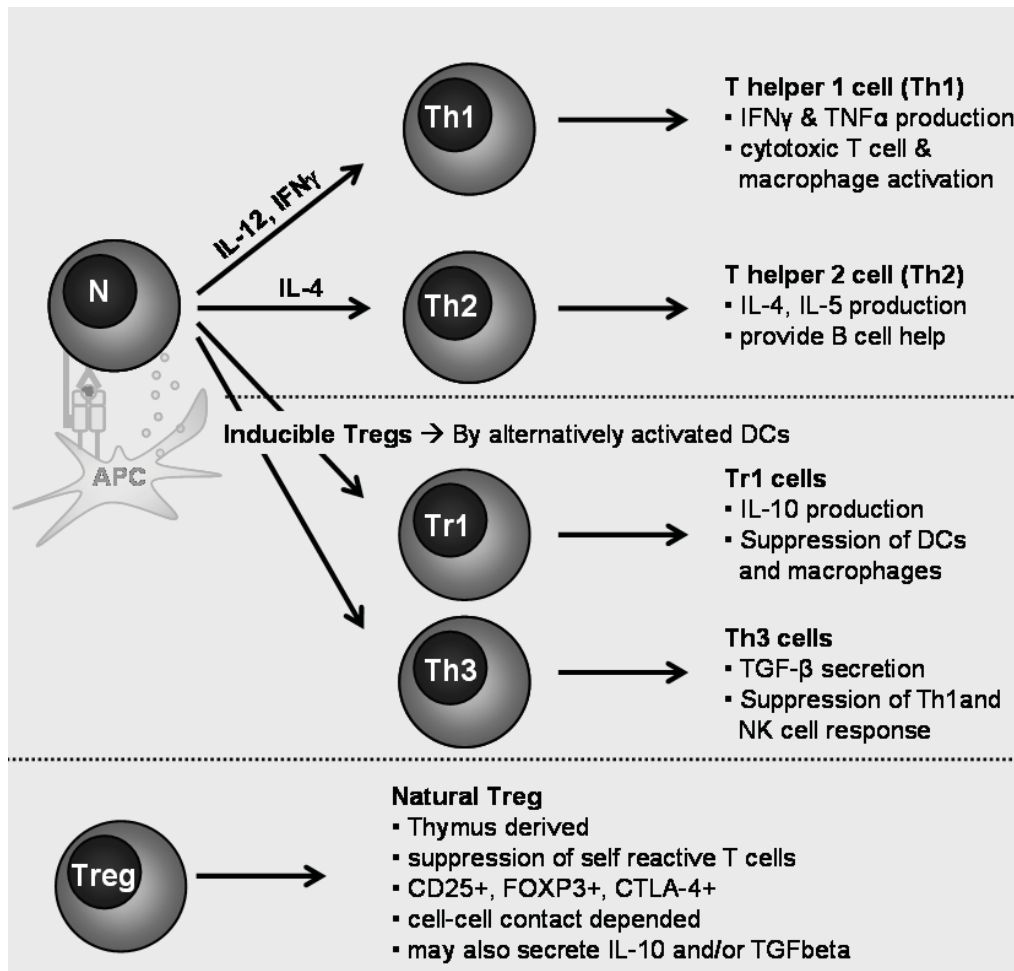 Th1
T helper 1 cell (Th1)
▪ IFNγ & TNFα production
▪ cytotoxic T cell &
macrophage activation
IL-12, IFNγ
N
IL-4
Th2
T helper 2 cell (Th2)
▪ IL-4, IL-5 production
▪ provide B cell help
APC
Inducible Tregs → By alternatively activated DCs
Tr1
Tr1 cells
▪ IL-10 production
▪ Suppression of DCs
and macrophages
Th3
Th3 cells
▪ TGF-β secretion
▪ Suppression of Th1and
NK cell response
Treg
Natural Treg
▪ Thymus derived
▪ suppression of self reactive T cells
▪ CD25+, FOXP3+, CTLA-4+
▪ cell-cell contact depended
▪ may also secrete IL-10 and/or TGFbeta